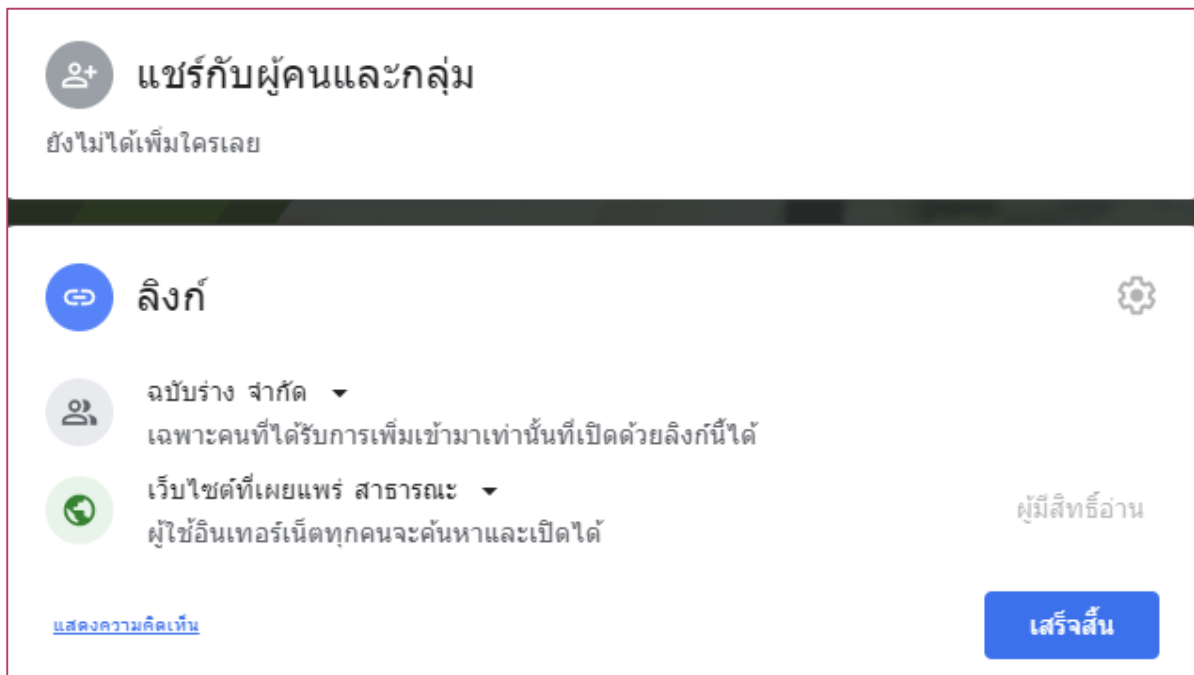 แชร์กับผู้คนและกลุ่ม
ยังไม่ได้เพิ่มใครเลย
ลิงก์
ฉบับร่าง จำกัด
เฉพาะคนที่ได้รับการเพิ่มเข้ามาเท่านั้นที่เปิดด้วยลิงก์นี้ได้
เว็บไซต์ที่เผยแพร่ สาธารณะ
ผู้ใช้อินเทอร์เน็ตทุกคนจะค้นหาและเปิดได้
ผู้มีสิทธิ์อ่าน
แสดงความคิดเห็น
เสร็จสิ้น